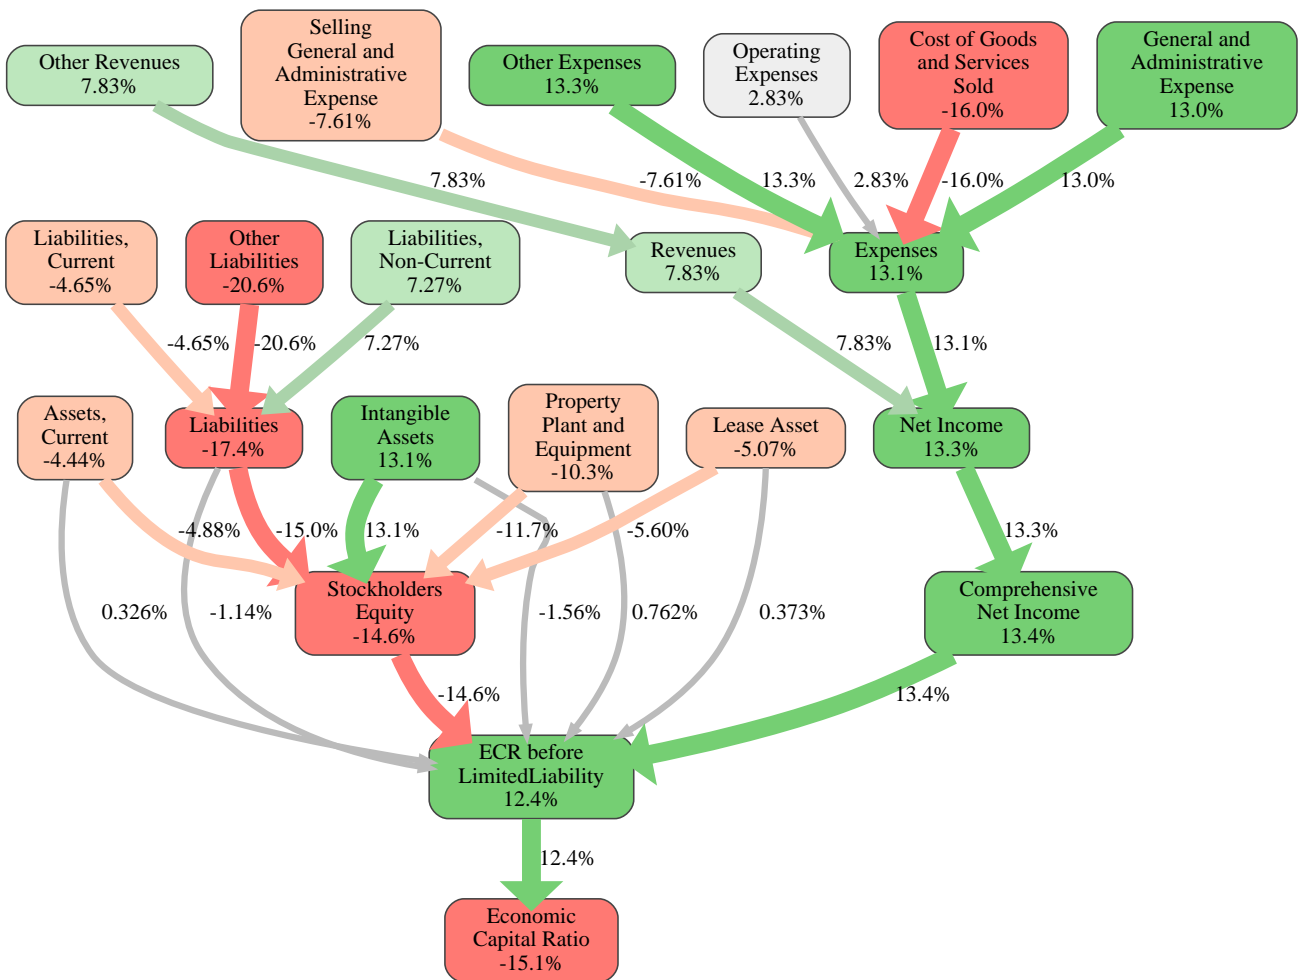 Other Revenues
7.83%
Selling
General and
Administrative
Expense
-7.61%
Other Expenses
13.3%
Operating
Expenses
2.83%
Cost of Goods
and Services
Sold
-16.0%
General and
Administrative
Expense
13.0%
7.83%
-7.61%
13.3%
2.83%
-16.0%
13.0%
Liabilities,
Current
-4.65%
Other
Liabilities
-20.6%
Liabilities,
Non-Current
7.27%
Revenues
7.83%
Expenses
13.1%
-4.65%
-20.6%
7.27%
7.83%
13.1%
Assets,
Current
-4.44%
Liabilities
-17.4%
Intangible
Assets
13.1%
Property
Plant and
Equipment
-10.3%
Lease Asset
-5.07%
Net Income
13.3%
-4.88%
-15.0%
13.1%
-11.7%
-5.60%
13.3%
Stockholders
Equity
-14.6%
Comprehensive
Net Income
13.4%
0.326%
-1.14%
-1.56%
0.762%
0.373%
-14.6%
13.4%
ECR before
LimitedLiability
12.4%
12.4%
Economic
Capital Ratio
-15.1%